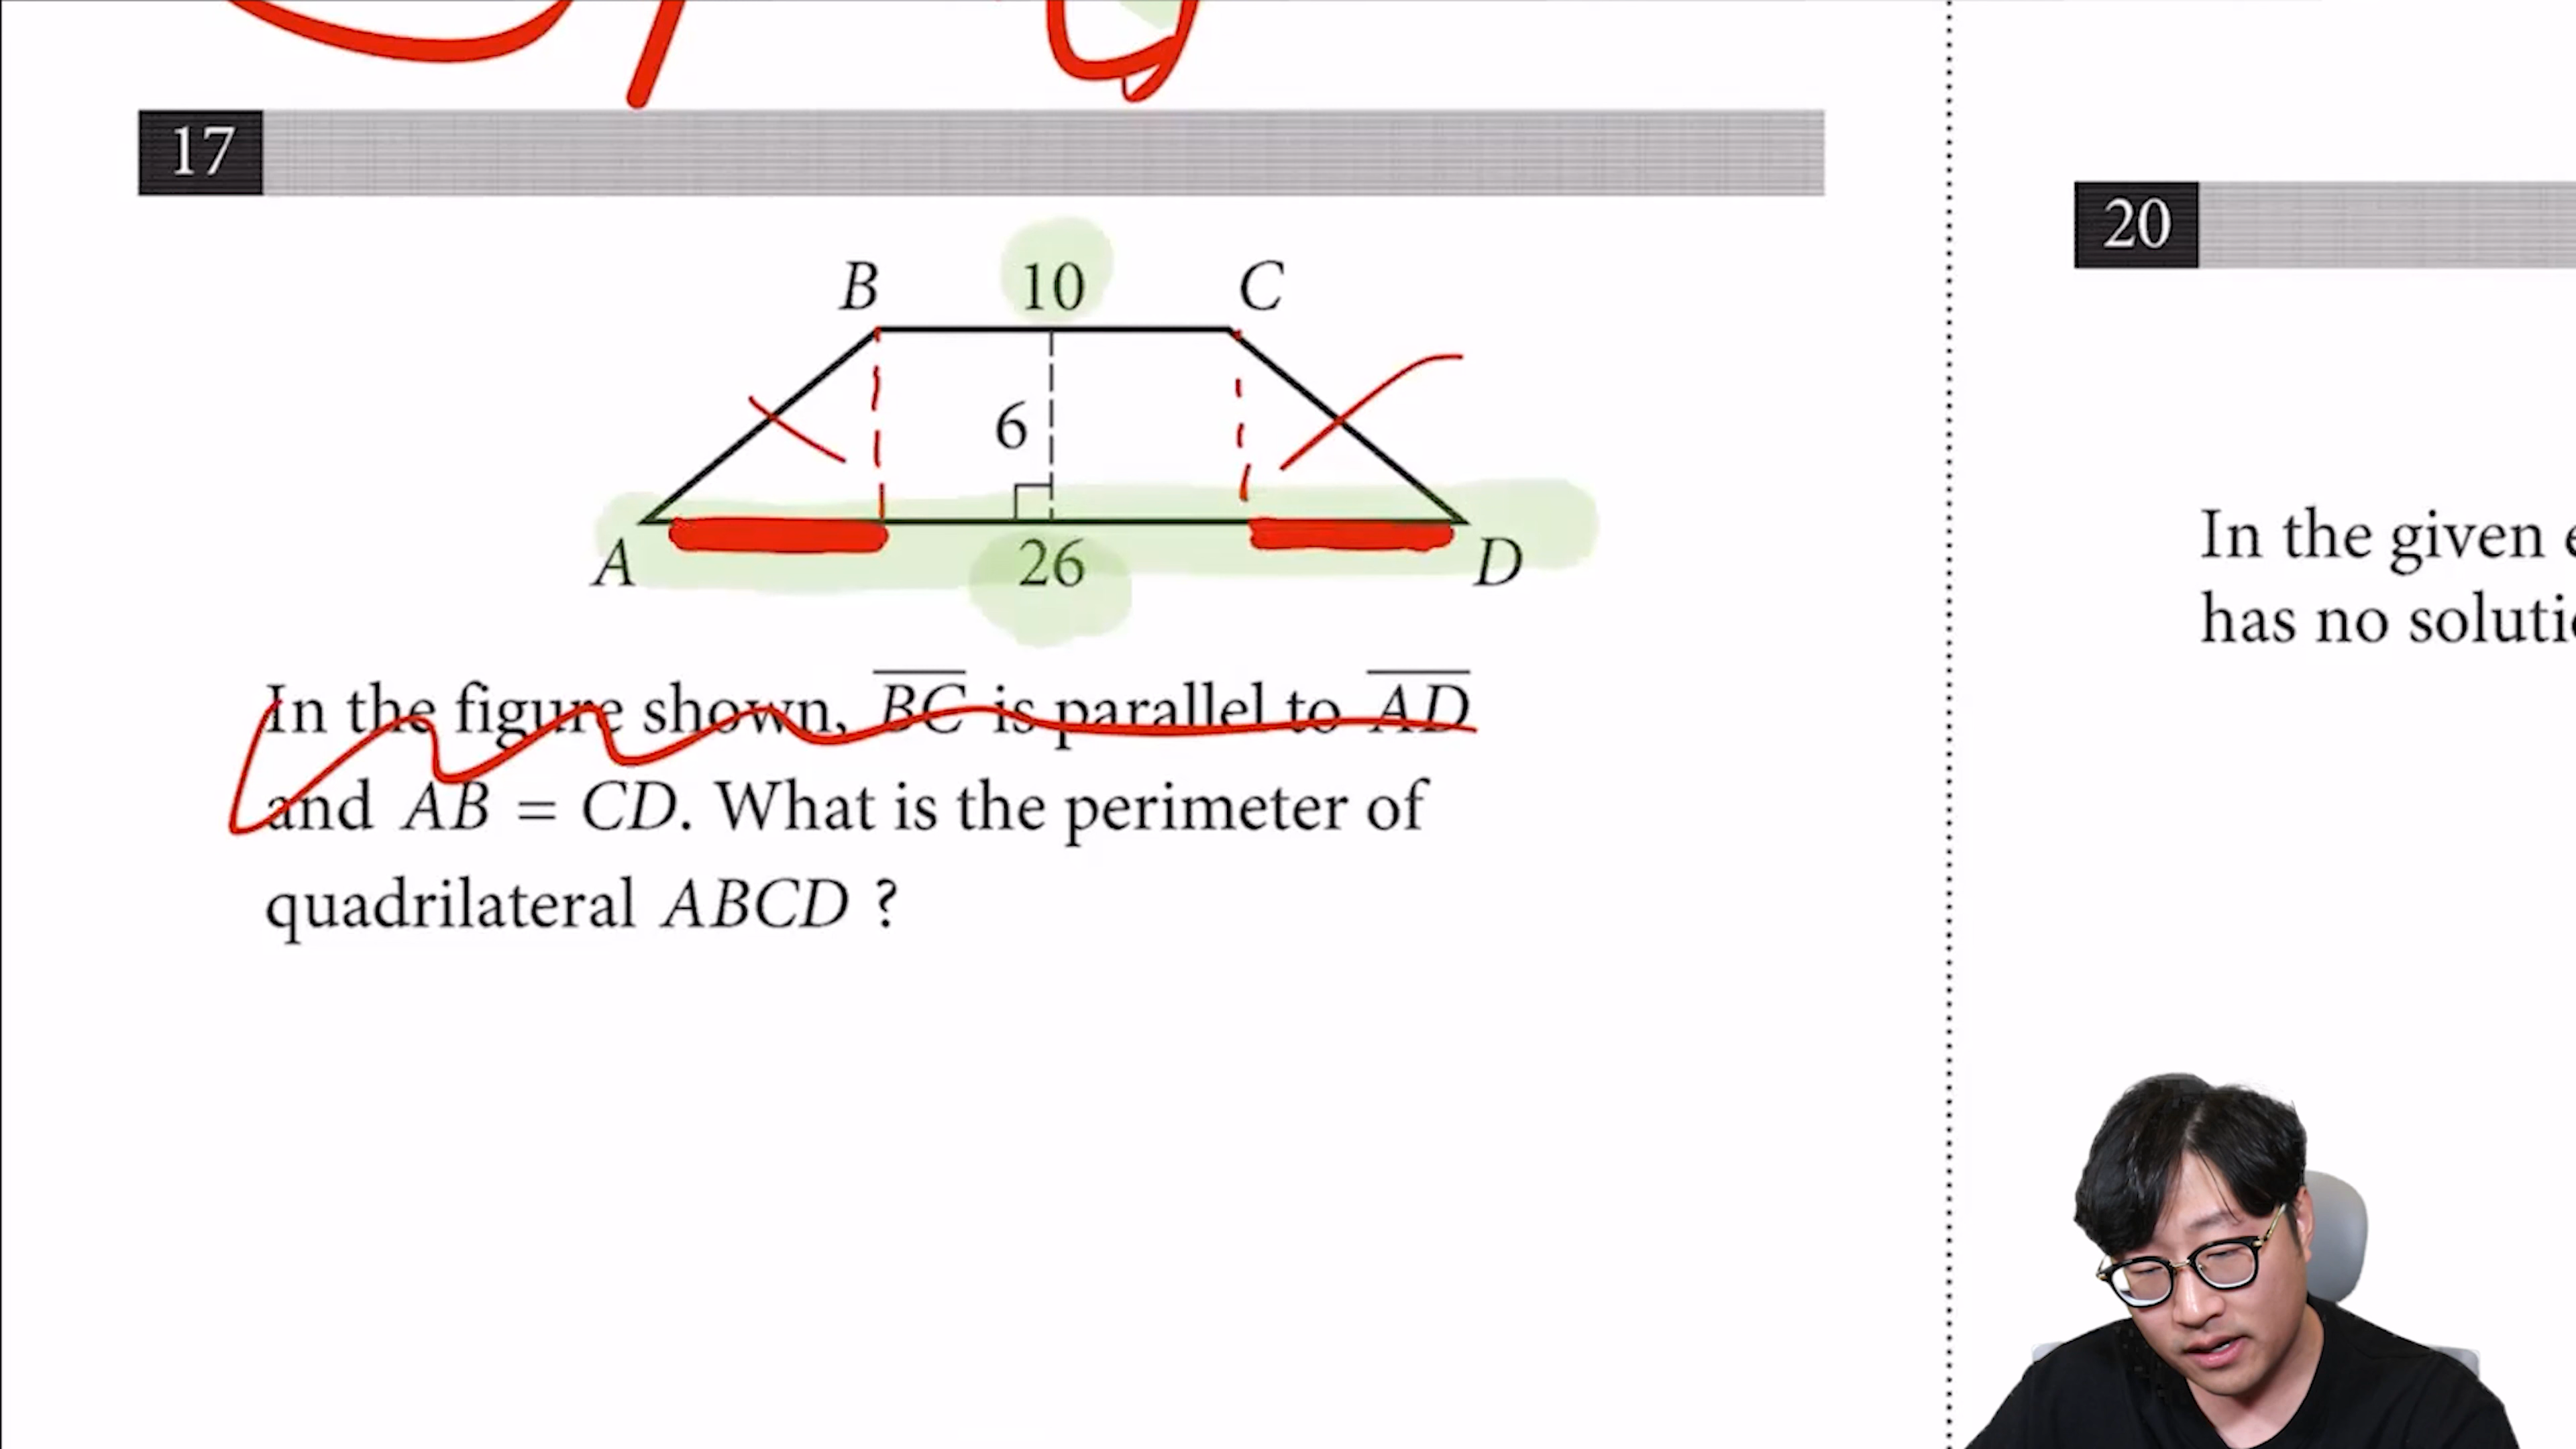 17
B 10 C
6
A 26 D
In the figure shown, BC is parallel to AD
and AB = CD. What is the perimeter of
quadrilateral ABCD ?
20
In the given
has no